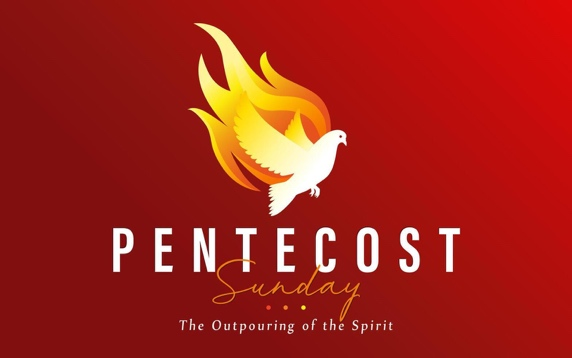 PENTECOST
Sunday
The Outpouring of the Spirit